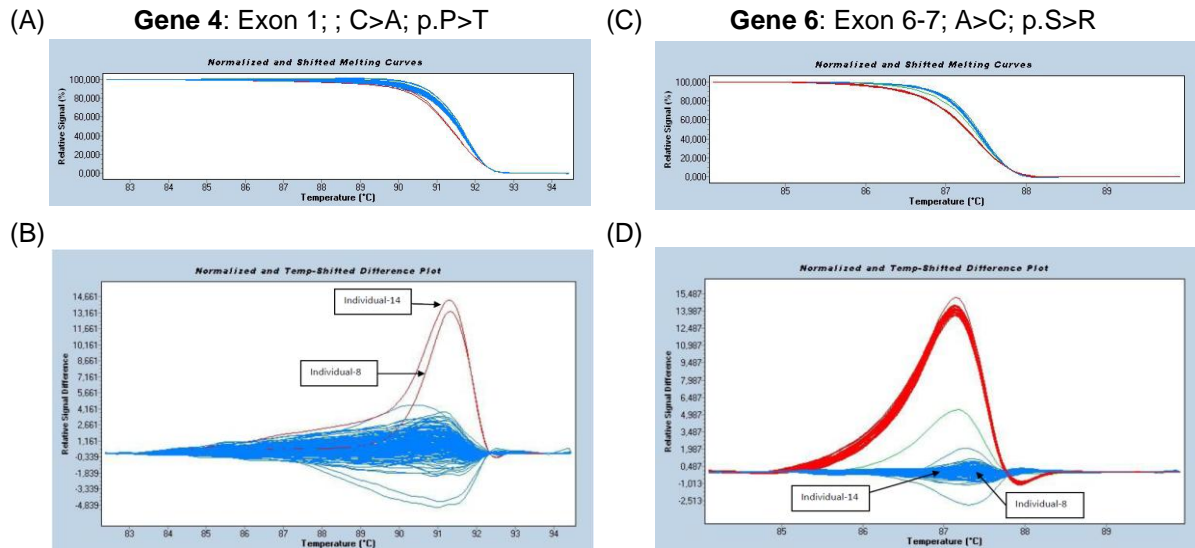 (A) Gene 4: Exon 1; ; C>A; p.P>T
Normalized and Shifted Melting Curves
Relative Signal (%)
100,000
80,000
60,000
40,000
20,000
0,000
83 84 85 86 87 88 89 90 91 92 93 94
Temperature (°C)
(B)
Normalized and Temp-Shifted Difference Plot
Relative Signal Difference
14,661
13,161
11,661
10,161
8,661
7,161
5,661
4,161
2,661
1,161
-0.339
-1,839
-3,339
-4,839
Individual-14
Individual-8
83 84 85 86 87 88 89 90 91 92 93 94
Temperature (°C)
(C) Gene 6: Exon 6-7; A>C; p.S>R
Normalized and Shifted Melting Curves
Relative Signal (%)
100,000
80,000
60,000
40,000
20,000
0,000
85 86 87 88 89
Temperature (°C)
(D)
Normalized and Temp-Shifted Difference Plot
Relative Signal Difference
15,487
13,987
12,487
10,987
9,487
7,987
6,487
4,987
3,487
1,987
0,487
-1,013
-2,513
Individual-14
Individual-8
85 86 87 88 89
Temperature (°C)